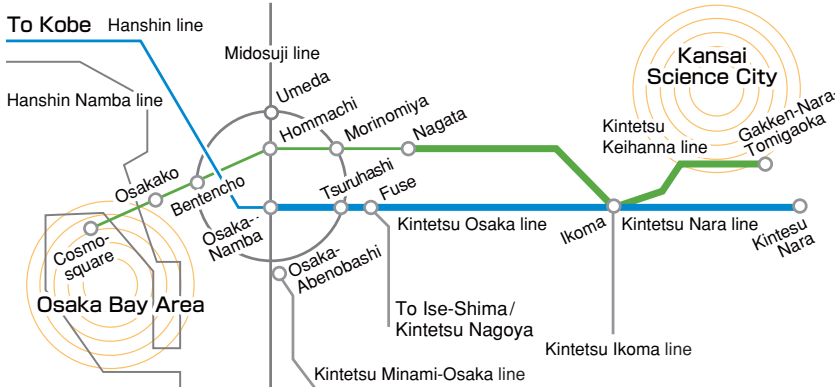 To Kobe
Hanshin line
Midosuji line
Kansai
Science City
Hanshin Namba line
Umeda
Hommachi
Morinomiya
Nagata
Kintetsu
Keihanna line
Gakken-Nara-
Tomigaoka
Osakako
Bentencho
Tsuruhashi
Fuse
Cosmo-
square
Osaka-
Namba
Kintetsu Osaka line
Ikoma
Kintetsu Nara line
Kintesu
Nara
Osaka-
Abenobashi
Osaka Bay Area
To Ise-Shima/
Kintetsu Nagoya
Kintetsu Ikoma line
Kintetsu Minami-Osaka line